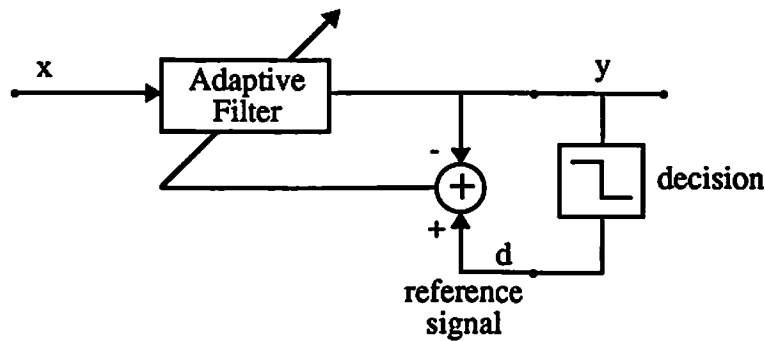 x
Adaptive
Filter
y
-
+
+
decision
d
reference
signal